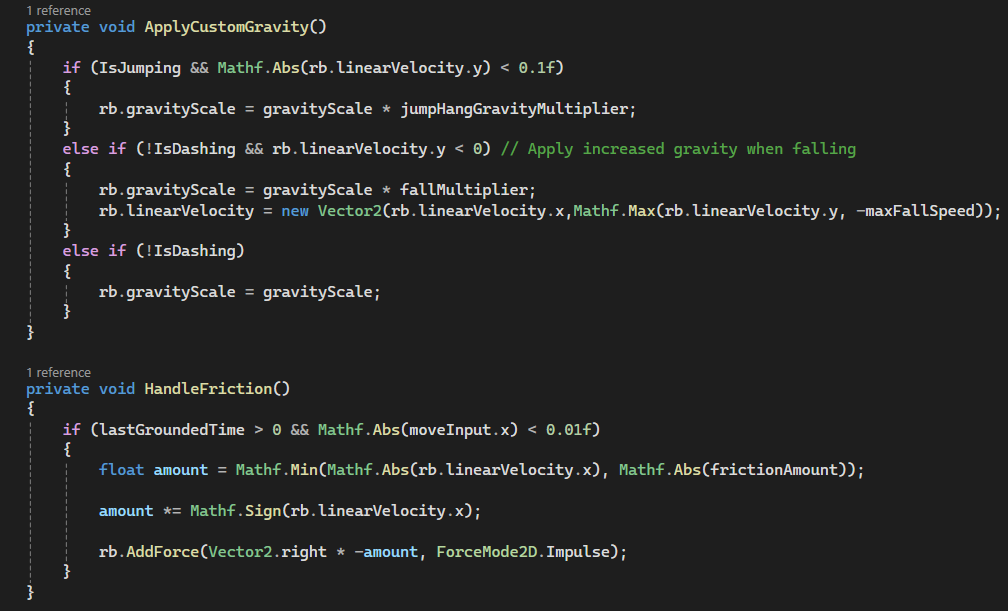 1 reference
private void ApplyCustomGravity()
{
if (IsJumping && Mathf.Abs(rb.linearVelocity.y) < 0.1f)
{
rb.gravityScale = gravityScale * jumpHangGravityMultiplier;
}
else if (!IsDashing && rb.linearVelocity.y < 0) // Apply increased gravity when falling
{
rb.gravityScale = gravityScale * fallMultiplier;
rb.linearVelocity = new Vector2(rb.linearVelocity.x,Mathf.Max(rb.linearVelocity.y, -maxFallSpeed));
}
else if (!IsDashing)
{
rb.gravityScale = gravityScale;
}
}
1 reference
private void HandleFriction()
{
if (lastGroundedTime > 0 && Mathf.Abs(moveInput.x) < 0.01f)
{
float amount = Mathf.Min(Mathf.Abs(rb.linearVelocity.x), Mathf.Abs(frictionAmount));
amount *= Mathf.Sign(rb.linearVelocity.x);
rb.AddForce(Vector2.right * -amount, ForceMode2D.Impulse);
}
}